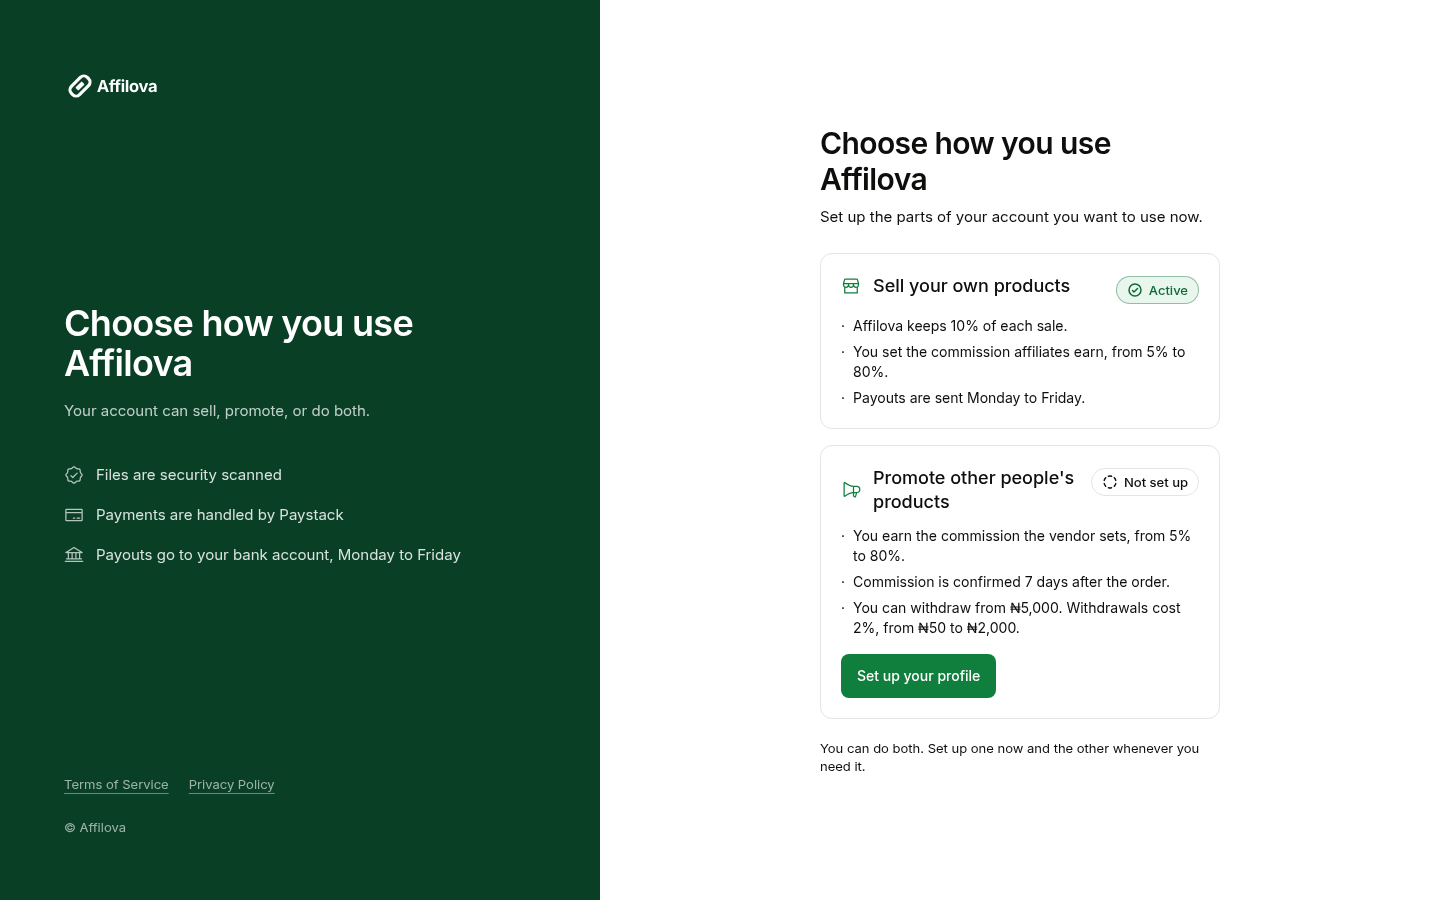 Affilova
Choose how you use
Affilova
Your account can sell, promote, or do both.
Files are security scanned
Payments are handled by Paystack
Payouts go to your bank account, Monday to Friday
Terms of Service Privacy Policy
© Affilova
Choose how you use
Affilova
Set up the parts of your account you want to use now.
Sell your own products
Active
· Affilova keeps 10% of each sale.
· You set the commission affiliates earn, from 5% to
80%.
· Payouts are sent Monday to Friday.
Promote other people's
products
Not set up
· You earn the commission the vendor sets, from 5%
to 80%.
· Commission is confirmed 7 days after the order.
· You can withdraw from ₦5,000. Withdrawals cost
2%, from ₦50 to ₦2,000.
Set up your profile
You can do both. Set up one now and the other whenever you
need it.